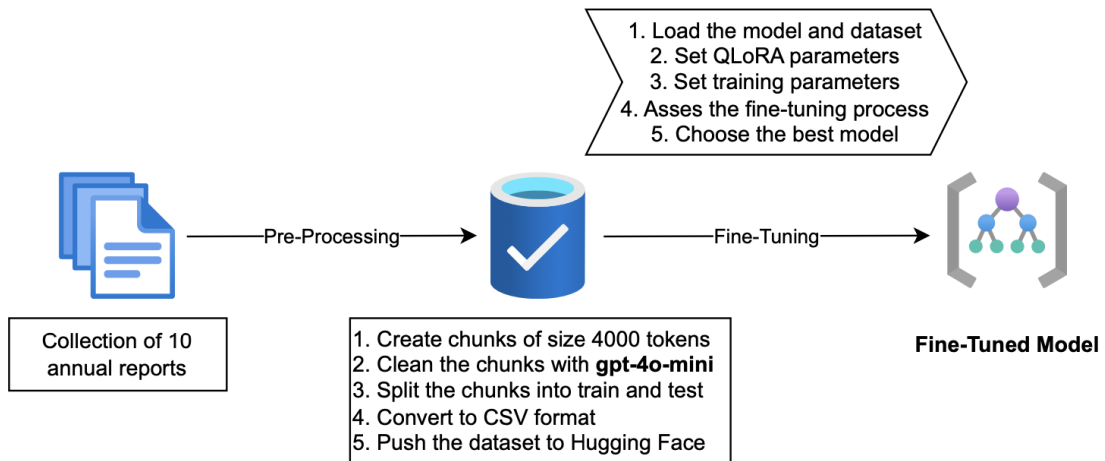 1. Load the model and dataset
2. Set QLoRA parameters
3. Set training parameters
4. Asses the fine-tuning process
5. Choose the best model
Pre-Processing
Fine-Tuning
Collection of 10
annual reports
1. Create chunks of size 4000 tokens
2. Clean the chunks with gpt-4o-mini
3. Split the chunks into train and test
4. Convert to CSV format
5. Push the dataset to Hugging Face
Fine-Tuned Model